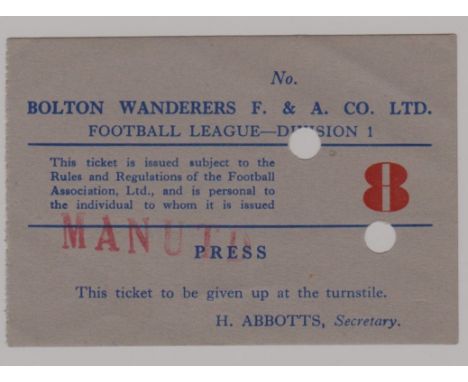 No.
BOLTON WANDERERS F. & A. CO. LTD.
FOOTBALL LEAGUE—DIVISION 1
This ticket is issued subject to the
Rules and Regulations of the Football
Association, Ltd., and is personal to
the individual to whom it is issued
8
MAN UTD
PRESS
This ticket to be given up at the turnstile.
H. ABBOTTS, Secretary.